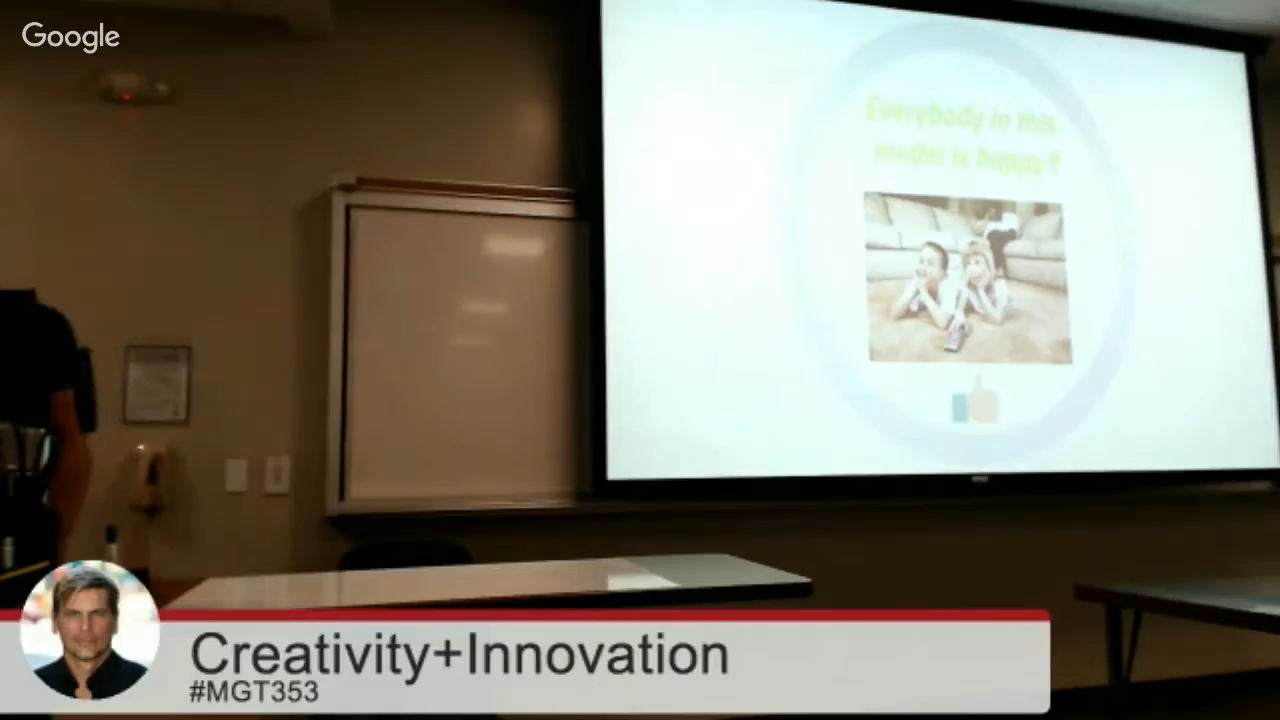 Google
Everybody in this
model is happy?
Creativity+Innovation
#MGT353